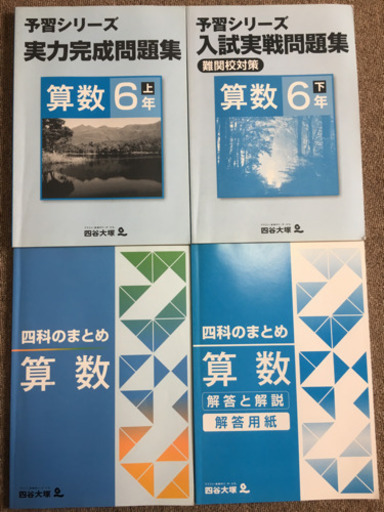 予習シリーズ
実力完成問題集
算数6年上
四谷大塚
予習シリーズ
入試実戦問題集
難関校対策
算数6年下
四谷大塚
四科のまとめ
算数
四谷大塚
四科のまとめ
算数
解答と解説
解答用紙
四谷大塚